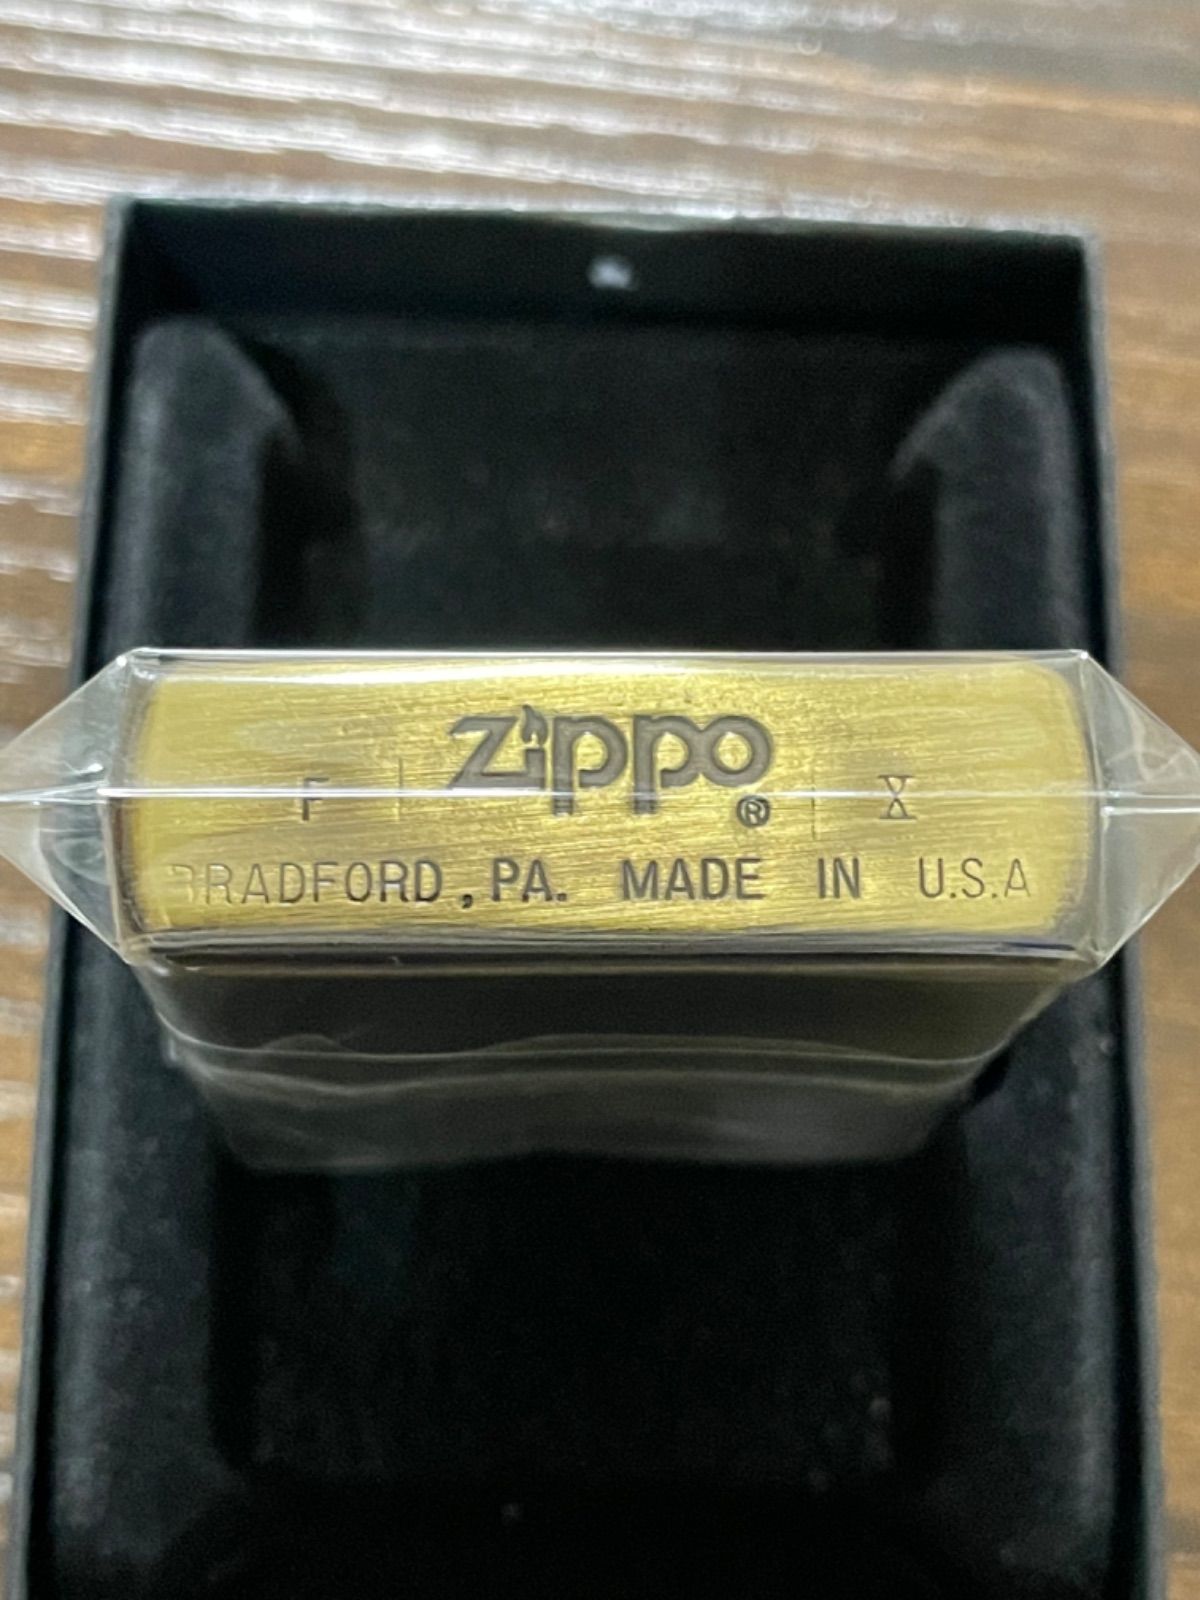 F | Zippo® | X
BRADFORD, PA. MADE IN U.S.A